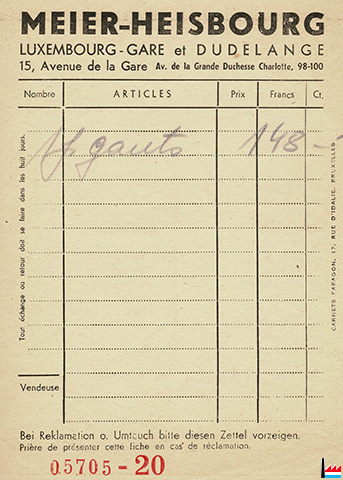 MEIER-HEISBOURG
LUXEMBOURG-GARE et DUDELANGE
15, Avenue de la Gare Av. de la Grande Duchesse Charlotte, 98-100
Nombre ARTICLES Prix Francs Ct.
1 p gants 148 -
Tout échange ou retour doit se faire dans les huit jours.
CARNETS PARAGON, 17, RUE D'IDALIE, BRUXELLES
Vendeuse
Bei Reklamation o. Umtauch bitte diesen Zettel vorzeigen.
Prière de présenter cette fiche en cas de réclamation.
05705-20